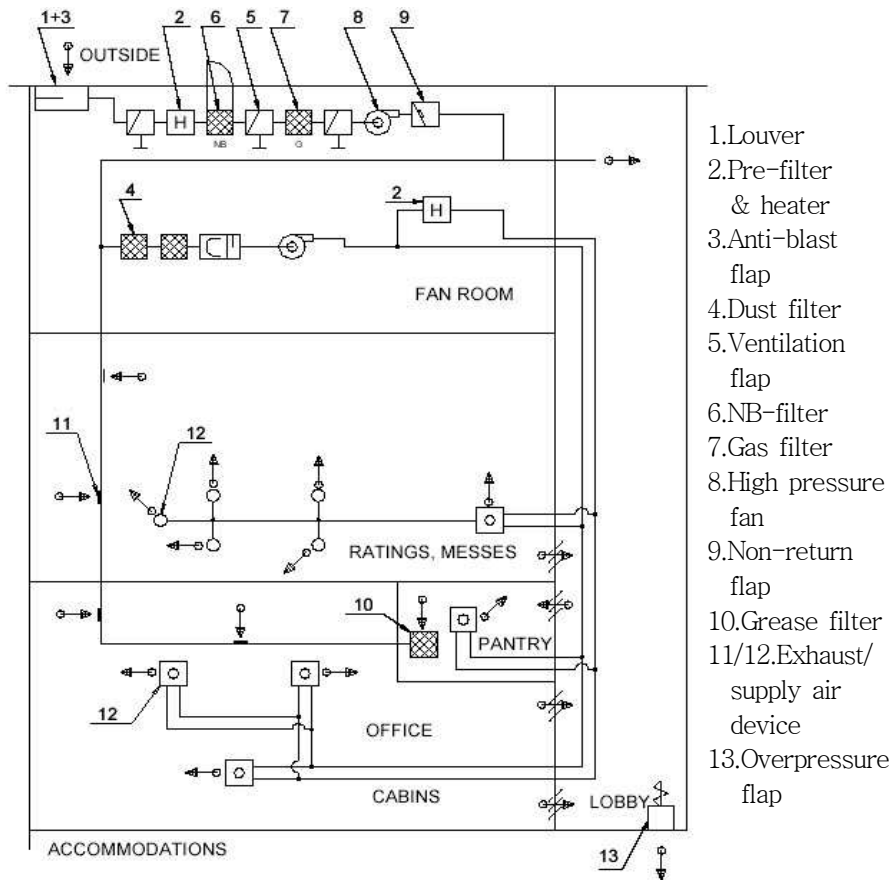 1+3
2
6
5
7
8
9
OUTSIDE
H
NB
G
4
2
H
FAN ROOM
11
12
RATINGS, MESSES
10
PANTRY
12
OFFICE
CABINS
LOBBY
13
ACCOMMODATIONS
1.Louver
2.Pre-filter
& heater
3.Anti-blast
flap
4.Dust filter
5.Ventilation
flap
6.NB-filter
7.Gas filter
8.High pressure
fan
9.Non-return
flap
10.Grease filter
11/12.Exhaust/
supply air
device
13.Overpressure
flap